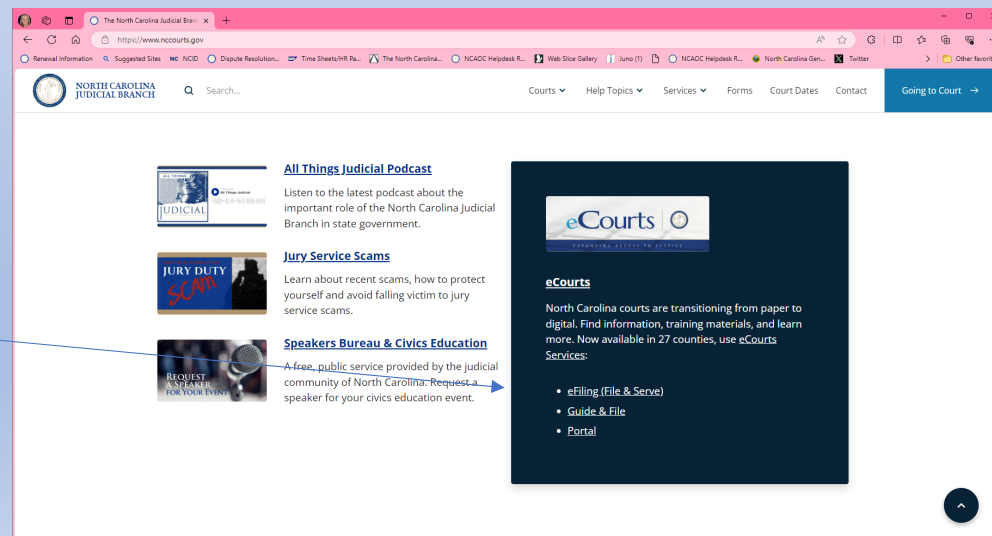 The North Carolina Judicial Bran
https://www.nccourts.gov
Renewal Information
Suggested Sites
NC NCID
Dispute Resolution...
Time Sheets/HR Pa...
The North Carolina...
NCAOC Helpdesk R...
Web Slice Gallery
Juno (1)
NCAOC Helpdesk R...
North Carolina Gen...
X Twitter
Other favorit
NORTH CAROLINA
JUDICIAL BRANCH
Search...
Courts
Help Topics
Services
Forms
Court Dates
Contact
Going to Court →
ALL THINGS
JUDICIAL
All Things Judicial
All Things Judicial Podcast
Listen to the latest podcast about the
important role of the North Carolina Judicial
Branch in state government.
JURY DUTY
SCAM
Jury Service Scams
Learn about recent scams, how to protect
yourself and avoid falling victim to jury
service scams.
REQUEST
A SPEAKER
FOR YOUR EVENT
Speakers Bureau & Civics Education
A free, public service provided by the judicial
community of North Carolina. Request a
speaker for your civics education event.
eCourts
EXPANDING ACCESS TO JUSTICE
eCourts
North Carolina courts are transitioning from paper to
digital. Find information, training materials, and learn
more. Now available in 27 counties, use eCourts
Services:
• eFiling (File & Serve)
• Guide & File
• Portal